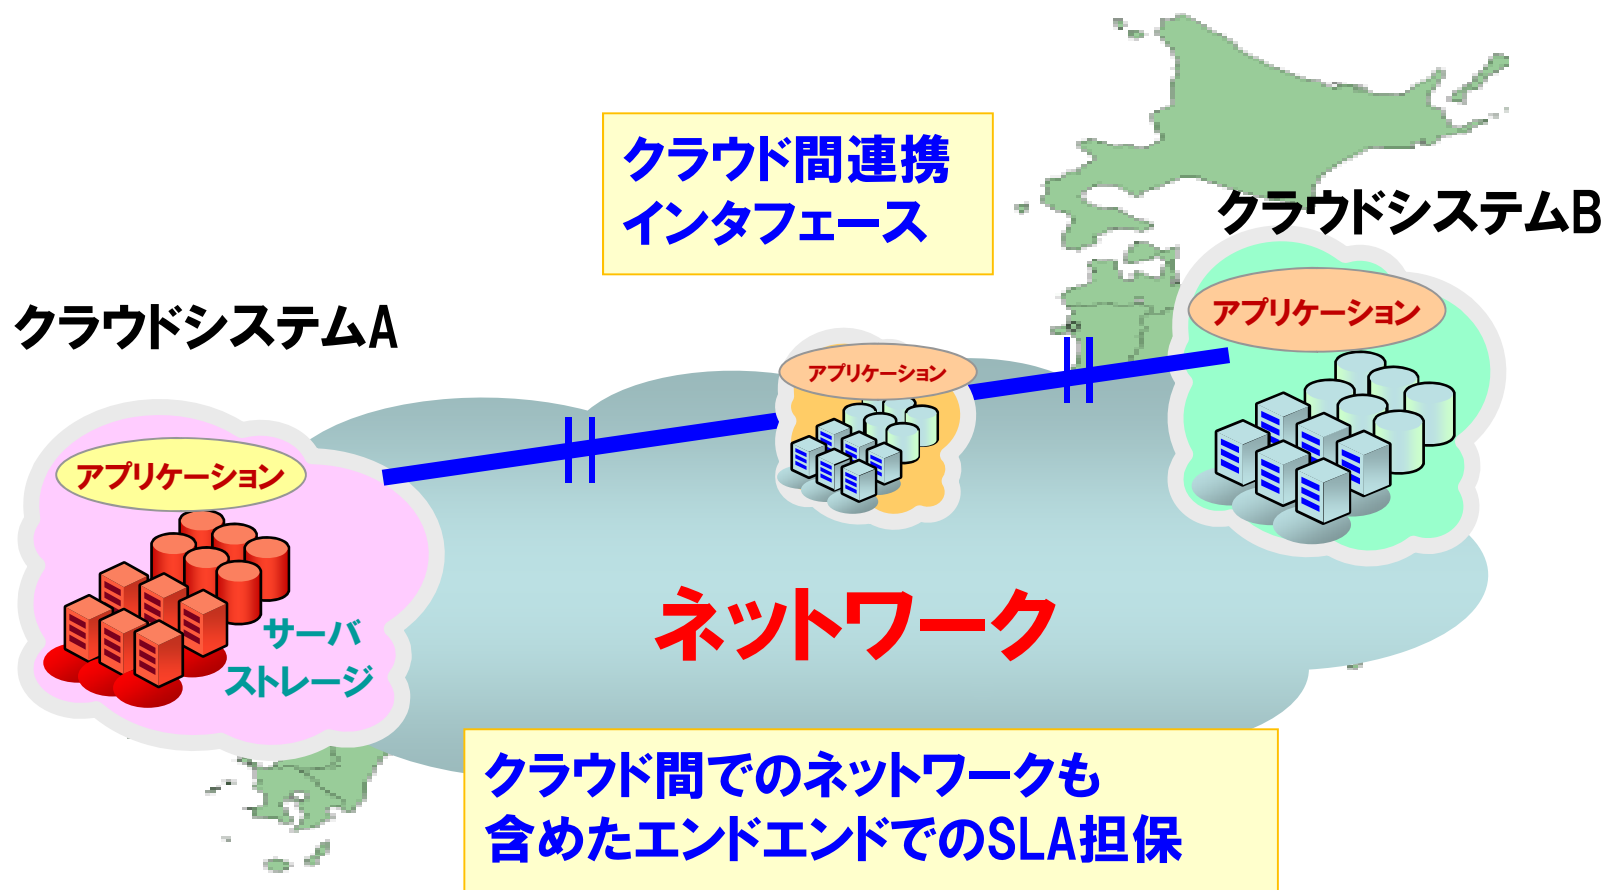 クラウド間連携
インタフェース
クラウドシステムB
アプリケーション
クラウドシステムA
アプリケーション
アプリケーション
サーバ
ストレージ
ネットワーク
クラウド間でのネットワークも
含めたエンドエンドでのSLA担保